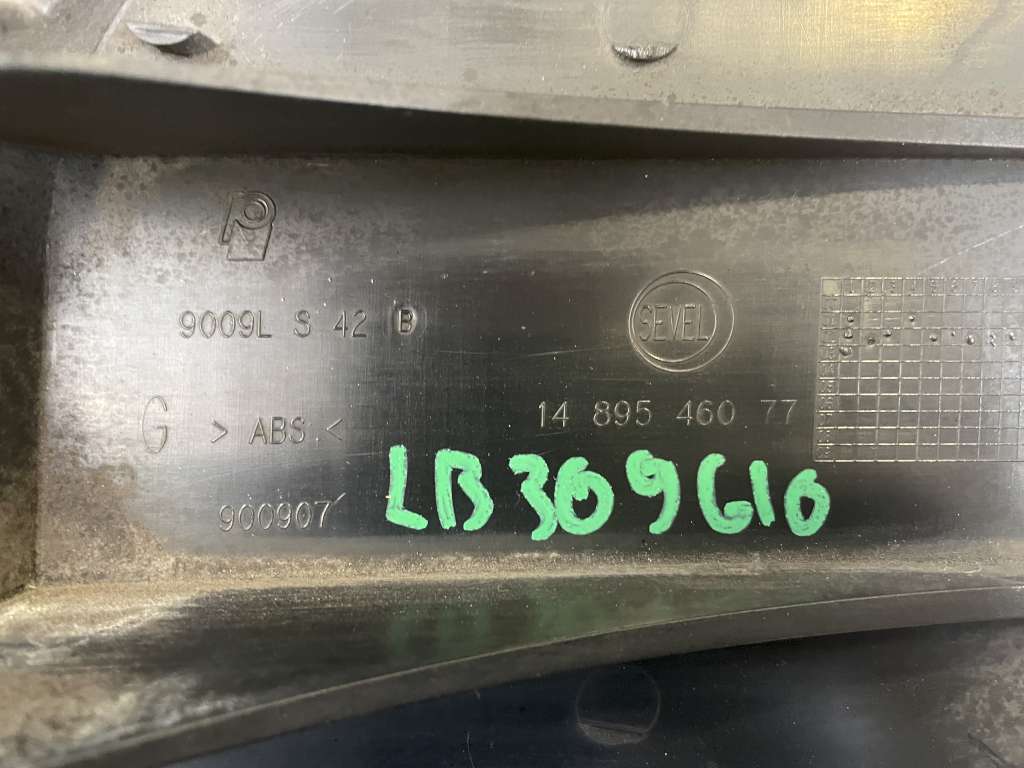 9009L S 42 B
SEVEL
G > ABS <
14 895 460 77
900907
LB309G10